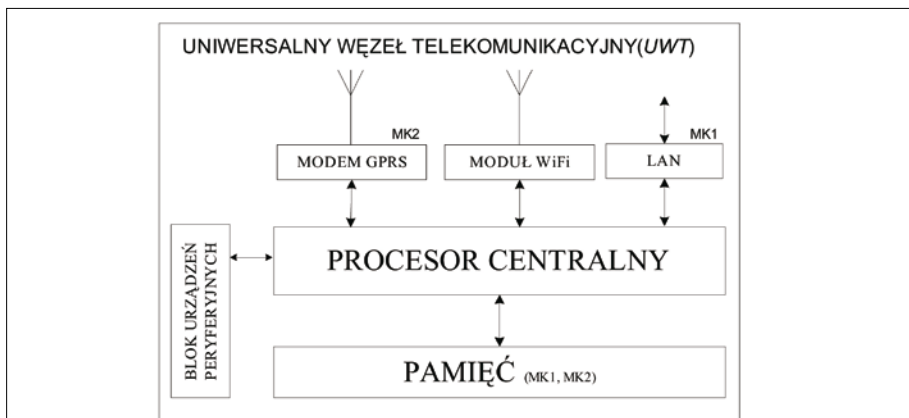 UNIWERSALNY WĘZEŁ TELEKOMUNIKACYJNY(UWT)
MK2
MK1
MODEM GPRS
MODUŁ WiFi
LAN
BLOK URZĄDZEŃ
PERYFERYJNYCH
PROCESOR CENTRALNY
PAMIĘĆ (MK1, MK2)